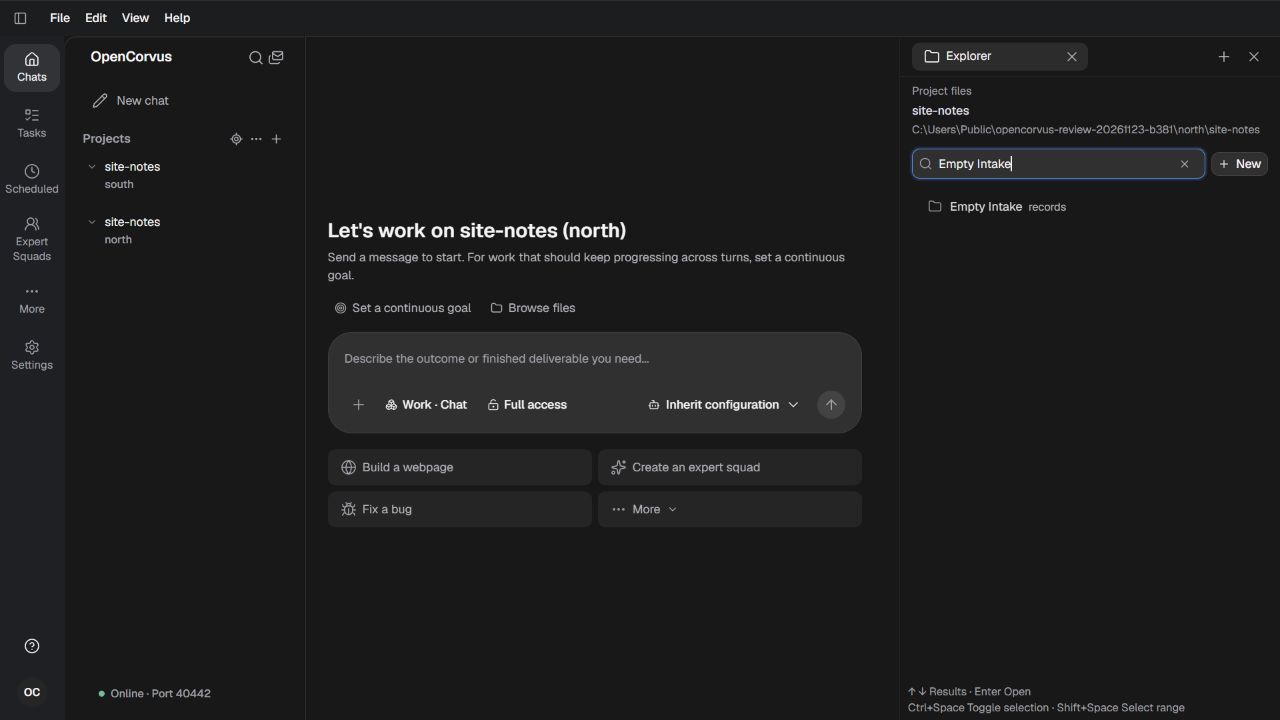 File Edit View Help
Chats
Tasks
Scheduled
Expert
Squads
More
Settings
OC
OpenCorvus
New chat
Projects
site-notes
south
site-notes
north
Online · Port 40442
Let's work on site-notes (north)
Send a message to start. For work that should keep progressing across turns, set a continuous
goal.
Set a continuous goal Browse files
Describe the outcome or finished deliverable you need...
Work · Chat Full access Inherit configuration
Build a webpage Create an expert squad
Fix a bug More
Explorer
Project files
site-notes
C:\Users\Public\opencorvus-review-20261123-b381\north\site-notes
Empty Intake New
Empty Intake records
↑↓ Results · Enter Open
Ctrl+Space Toggle selection · Shift+Space Select range